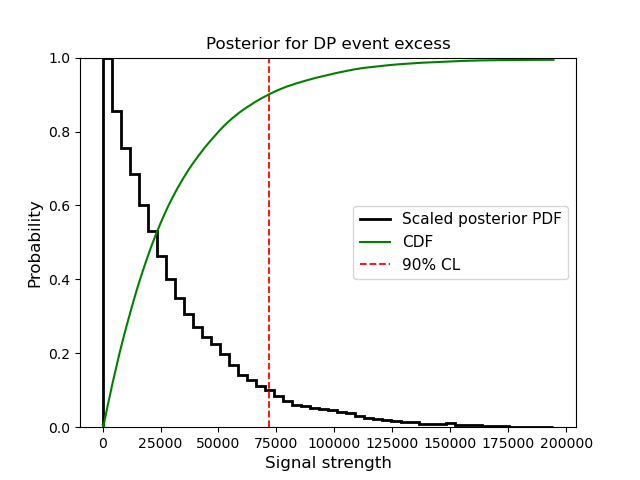 Posterior for DP event excess
Probability
1.0
0.8
0.6
0.4
0.2
0.0
Scaled posterior PDF
CDF
90% CL
0 25000 50000 75000 100000 125000 150000 175000 200000
Signal strength